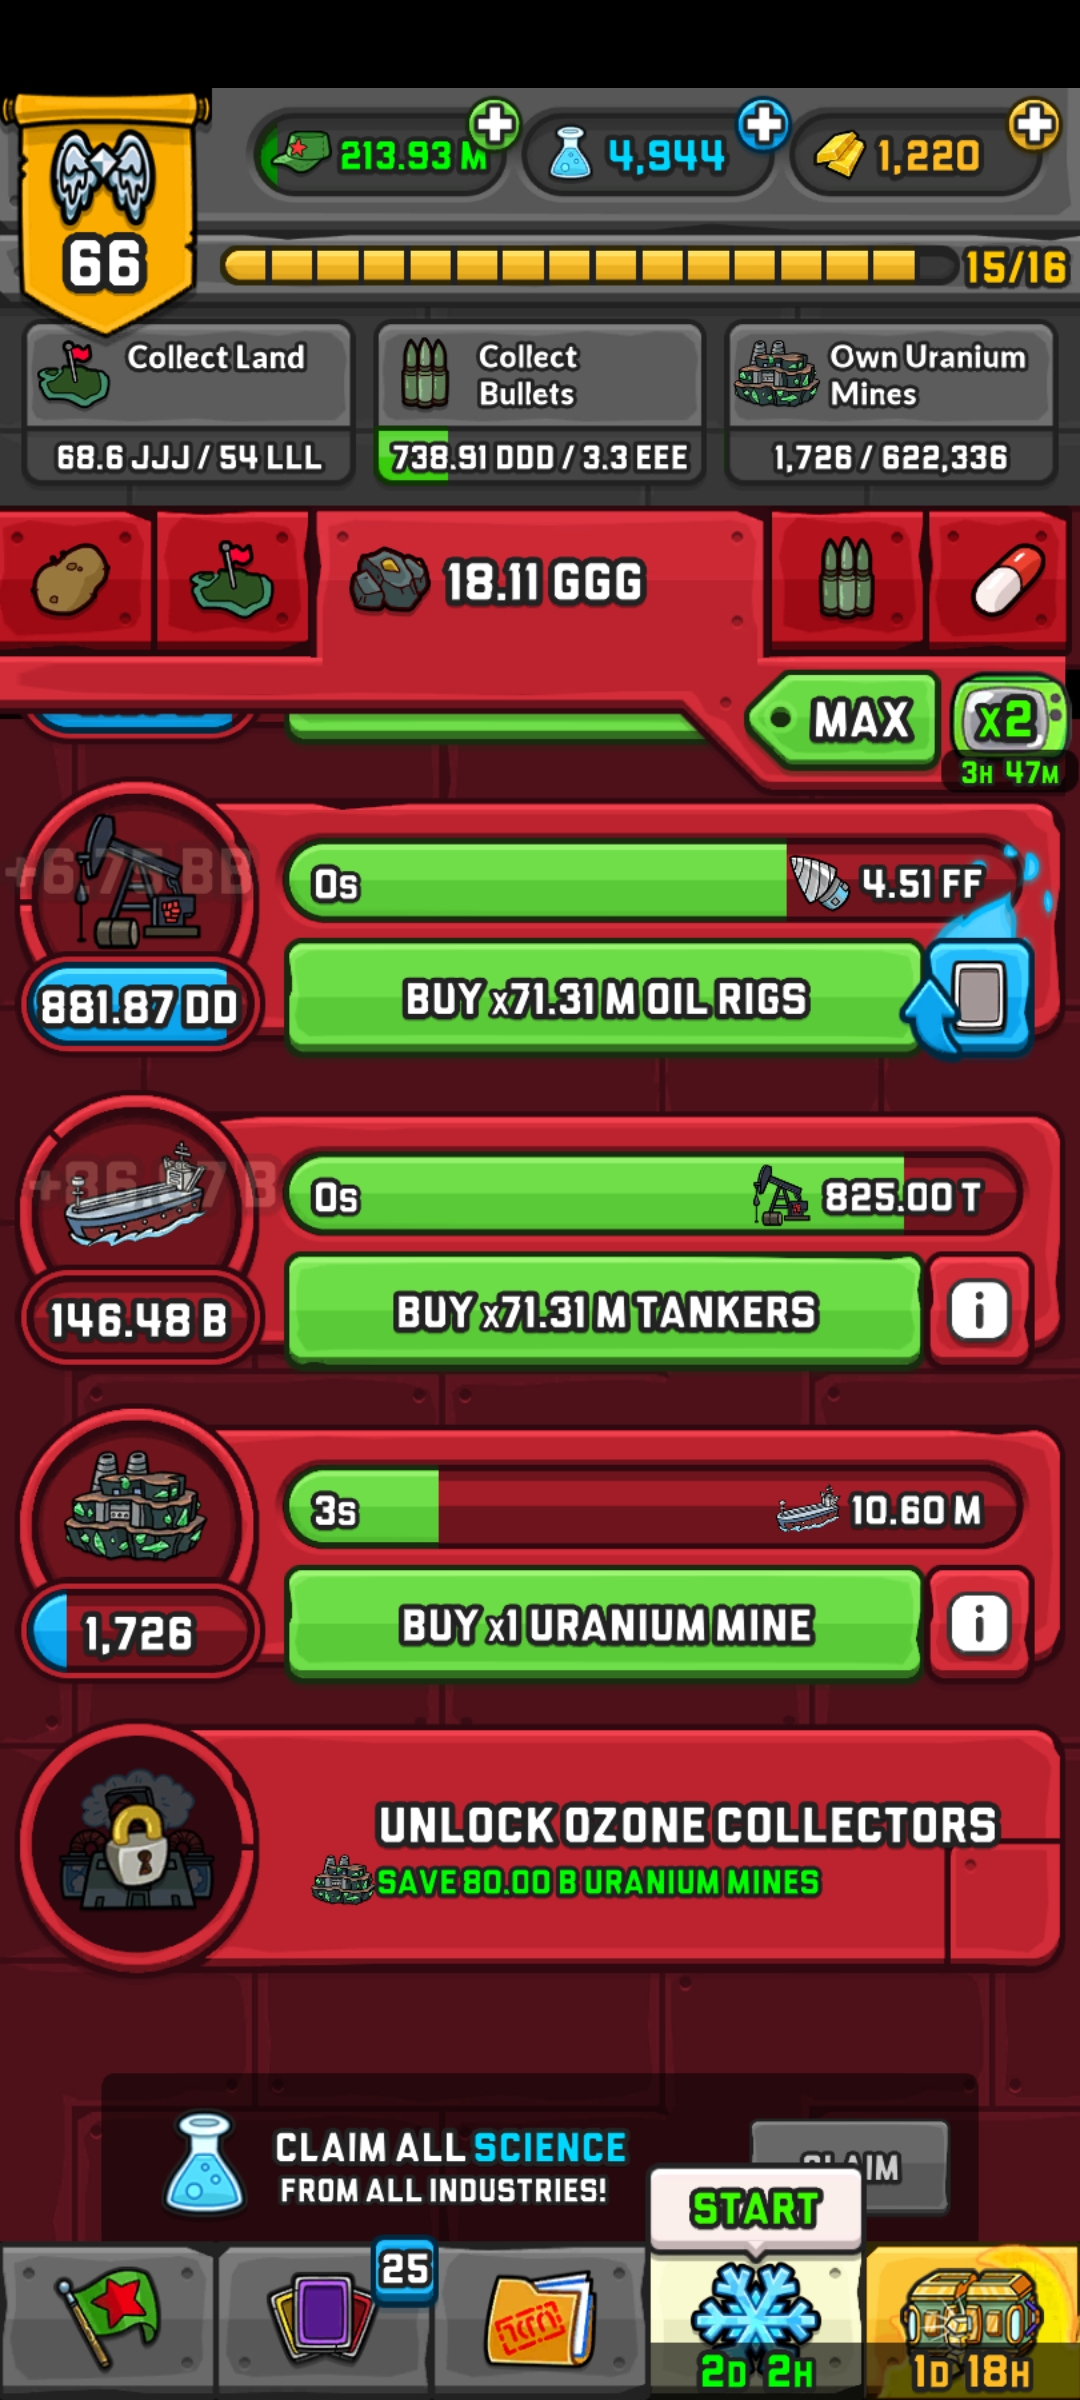 66
213.93 M
4,944
1,220
15/16
Collect Land
68.6 JJJ / 54 LLL
Collect
Bullets
738.91 DDD / 3.3 EEE
Own Uranium
Mines
1,726 / 622,336
18.11 GGG
MAX
x2
3H 47M
+6.75 BB
0s
4.51 FF
881.87 DD
BUY x71.31 M OIL RIGS
0s
825.00 T
146.48 B
BUY x71.31 M TANKERS
i
3s
10.60 M
1,726
BUY x1 URANIUM MINE
i
UNLOCK OZONE COLLECTORS
SAVE 80.00 B URANIUM MINES
CLAIM ALL SCIENCE
FROM ALL INDUSTRIES!
CLAIM
START
25
2D 2H
1D 18H